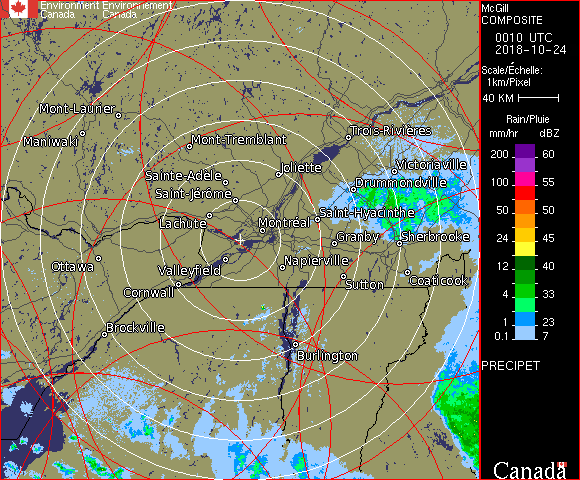 Environment Environnement
Canada Canada
McGill
COMPOSITE
0010 UTC
2018-10-24
Scale/Échelle:
1km/Pixel
40 KM
Rain/Pluie
mm/hr dBZ
200 60
150 55
100 55
50 50
24 45
12 40
4 33
1 23
0.1 7
PRECIPET
Canada
Mont-Laurier
Maniwaki
Mont-Tremblant
Trois-Rivières
Sainte-Adèle
Joliette
Victoriaville
Saint-Jérôme
Drummondville
Lachute
Montréal
Saint-Hyacinthe
Granby
Sherbrooke
Ottawa
Valleyfield
Napierville
Cornwall
Sutton
Coaticook
Brockville
Burlington